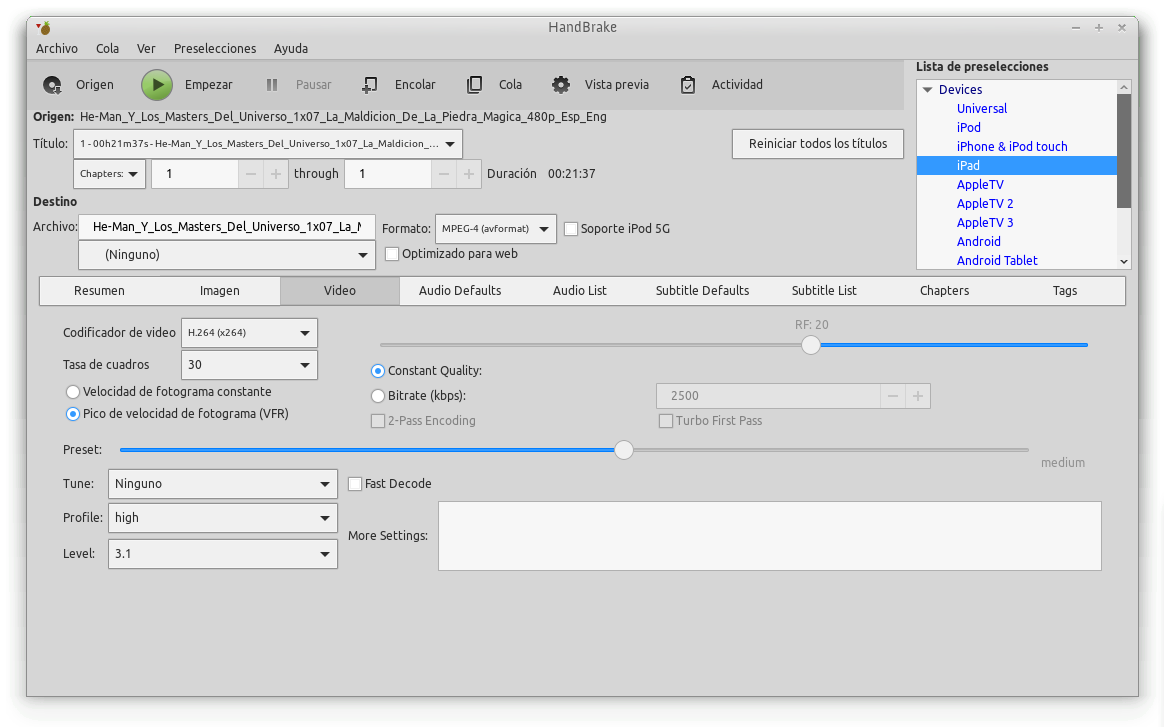 HandBrake
Archivo Cola Ver Preselecciones Ayuda
Origen Empezar Pausar Encolar Cola Vista previa Actividad
Lista de preselecciones
Devices
Universal
iPod
iPhone & iPod touch
iPad
AppleTV
AppleTV 2
AppleTV 3
Android
Android Tablet
Origen: He-Man_Y_Los_Masters_Del_Universo_1x07_La_Maldicion_De_La_Piedra_Magica_480p_Esp_Eng
Título: 1 - 00h21m37s - He-Man_Y_Los_Masters_Del_Universo_1x07_La_Maldicion_... Reiniciar todos los títulos
Chapters: 1 through 1 Duración 00:21:37
Destino
Archivo: He-Man_Y_Los_Masters_Del_Universo_1x07_La_M Formato: MPEG-4 (avformat) Soporte iPod 5G
(Ninguno) Optimizado para web
Resumen Imagen Video Audio Defaults Audio List Subtitle Defaults Subtitle List Chapters Tags
RF: 20
Codificador de video H.264 (x264)
Tasa de cuadros 30 Constant Quality:
Velocidad de fotograma constante Bitrate (kbps): 2500
Pico de velocidad de fotograma (VFR) 2-Pass Encoding Turbo First Pass
Preset: medium
Tune: Ninguno Fast Decode
Profile: high
More Settings:
Level: 3.1